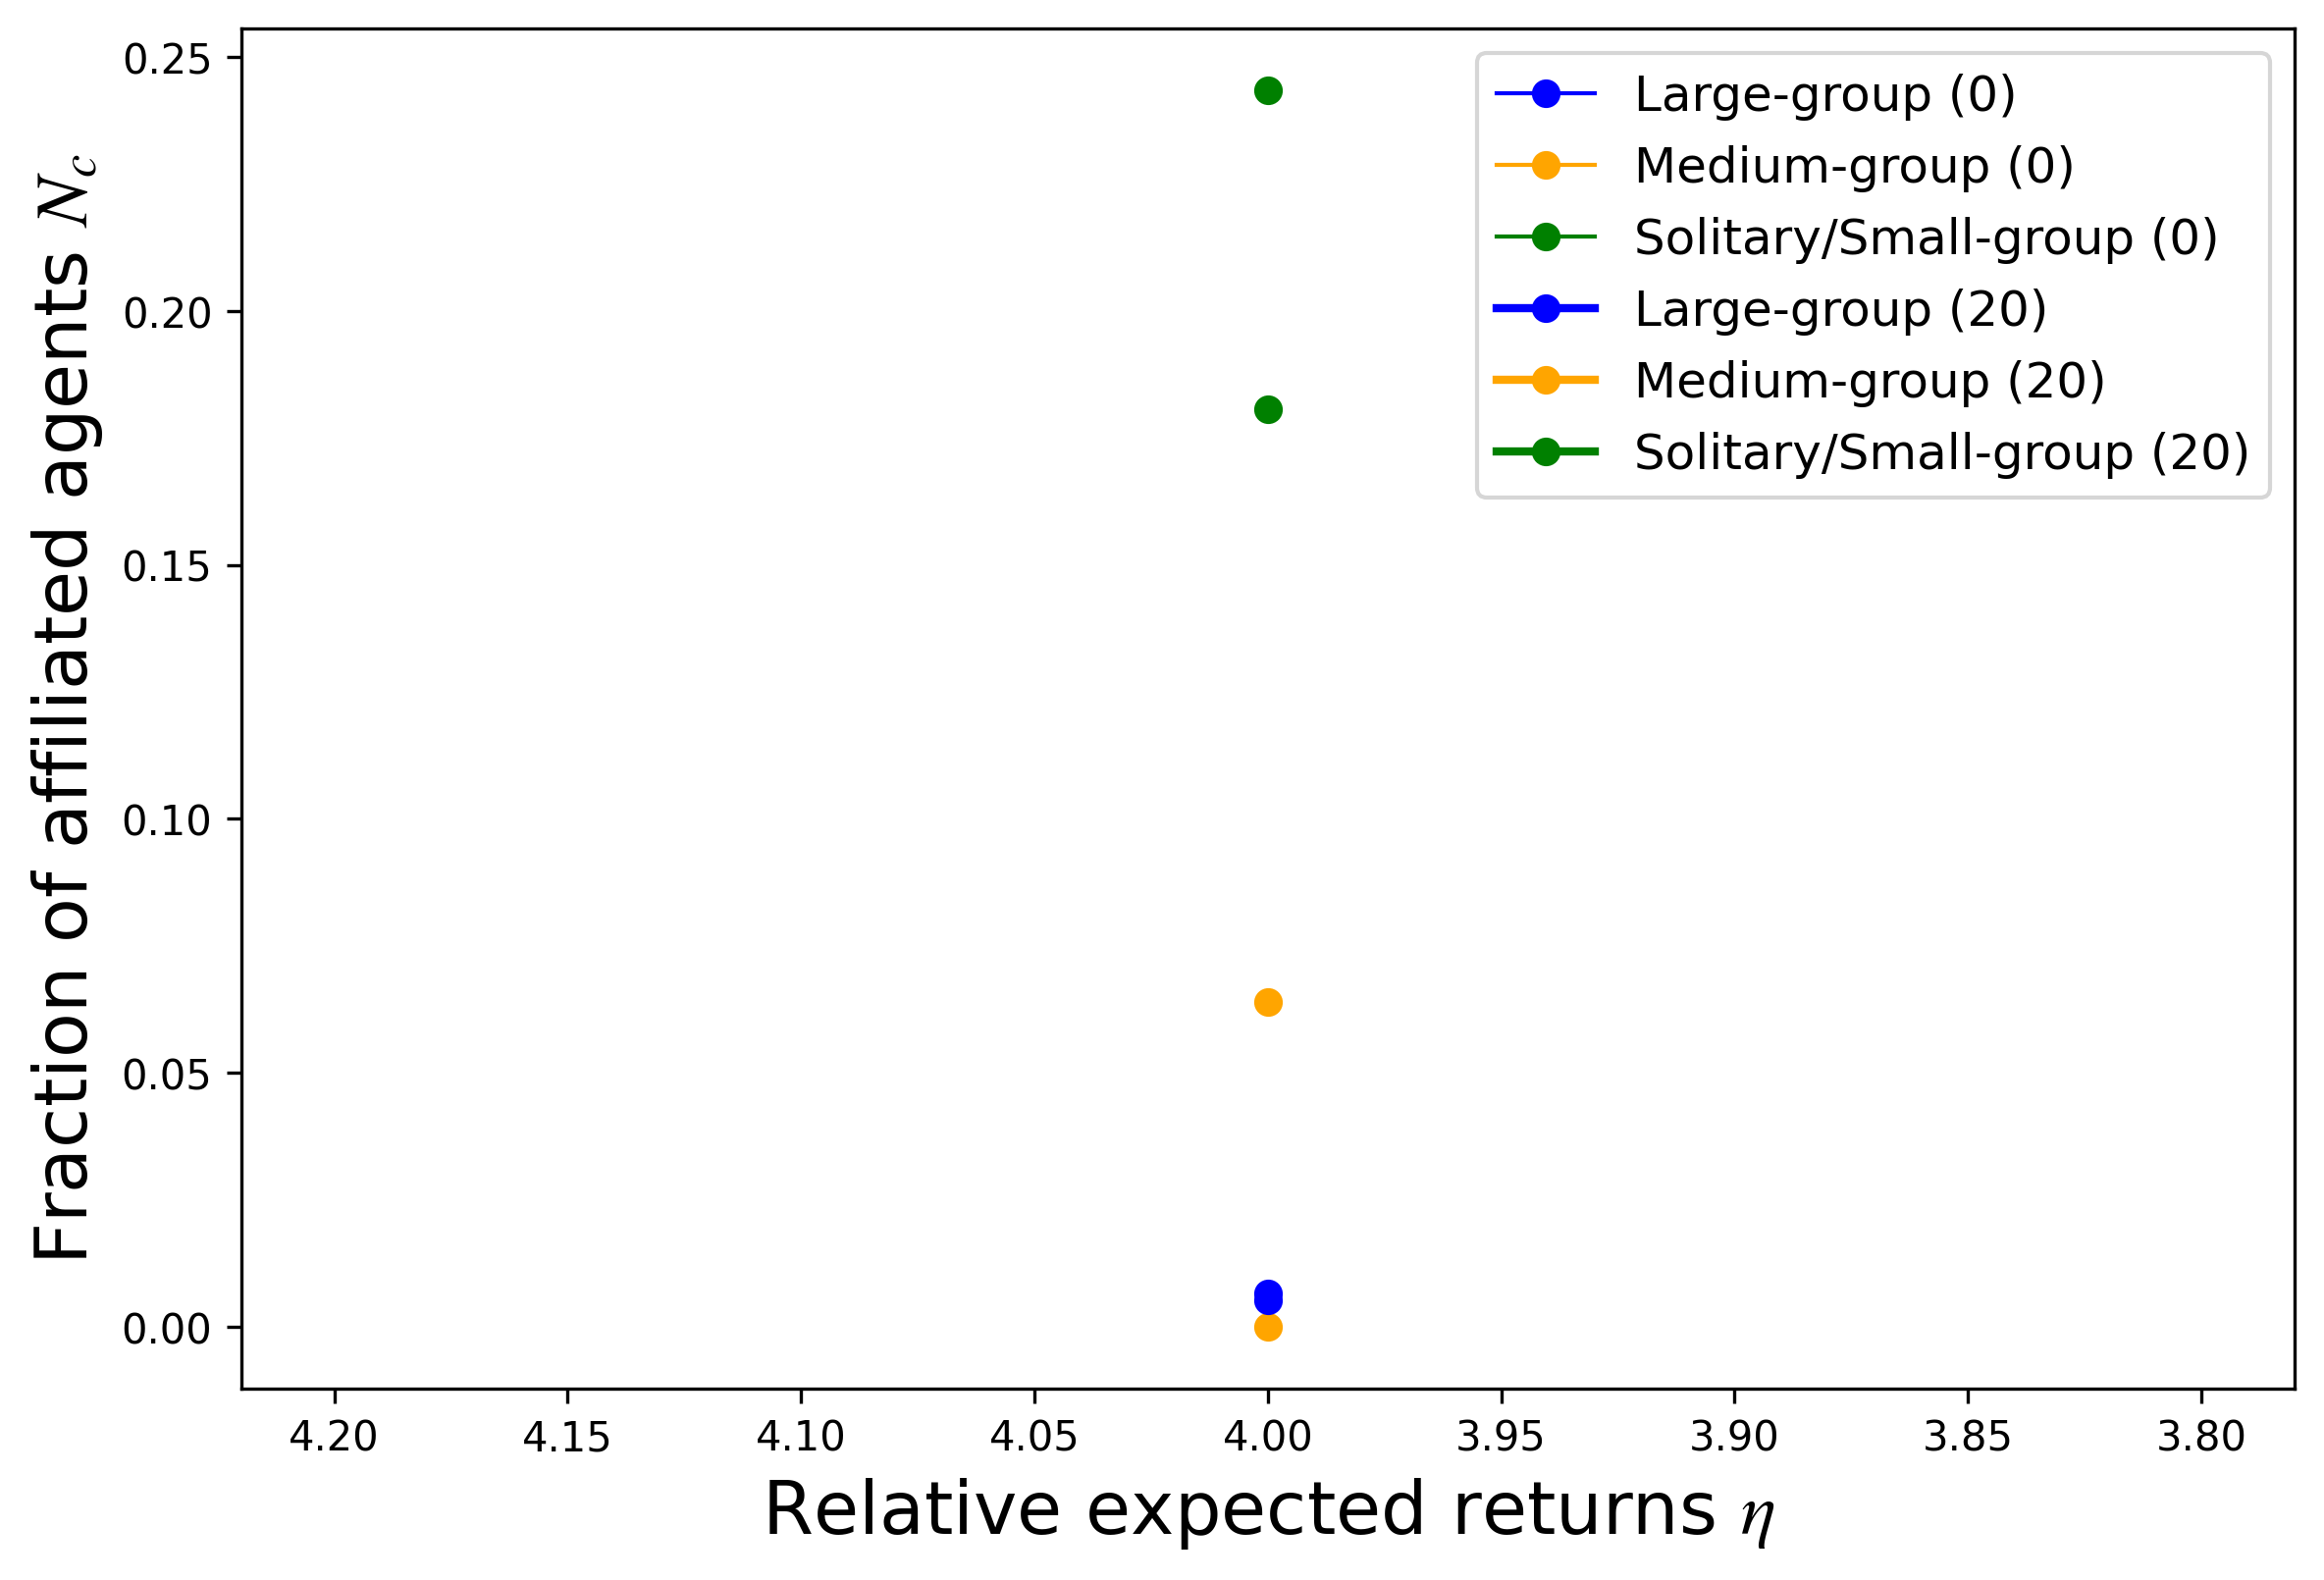 Fraction of affiliated agents N_c
0.25
0.20
0.15
0.10
0.05
0.00
Large-group (0)
Medium-group (0)
Solitary/Small-group (0)
Large-group (20)
Medium-group (20)
Solitary/Small-group (20)
4.20 4.15 4.10 4.05 4.00 3.95 3.90 3.85 3.80
Relative expected returns η